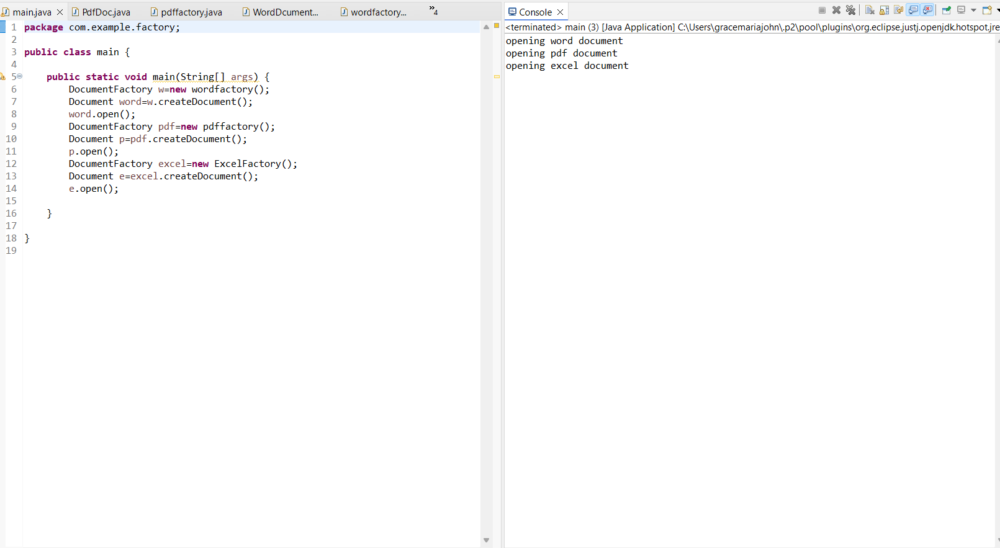 main.java
PdfDoc.java
pdffactory.java
WordDcument...
wordfactory...
»4
1 package com.example.factory;
2
3 public class main {
4
5 public static void main(String[] args) {
6 DocumentFactory w=new wordfactory();
7 Document word=w.createDocument();
8 word.open();
9 DocumentFactory pdf=new pdffactory();
10 Document p=pdf.createDocument();
11 p.open();
12 DocumentFactory excel=new ExcelFactory();
13 Document e=excel.createDocument();
14 e.open();
15
16 }
17
18 }
19
Console
<terminated> main (3) [Java Application] C:\Users\gracemariajohn\.p2\pool\plugins\org.eclipse.justj.openjdk.hotspot.jre
opening word document
opening pdf document
opening excel document